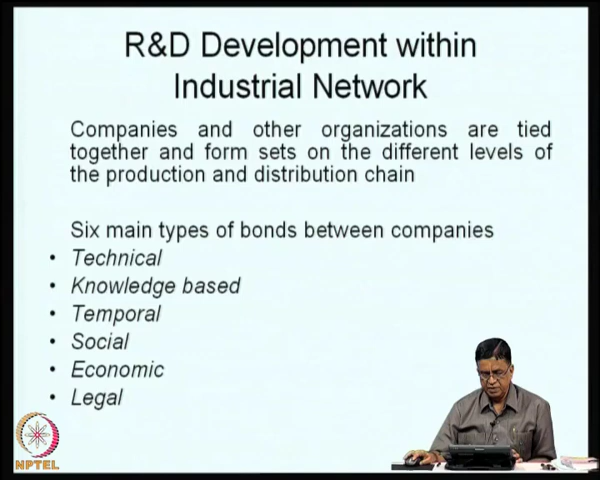 R&D Development within
Industrial Network
Companies and other organizations are tied
together and form sets on the different levels of
the production and distribution chain
Six main types of bonds between companies
• Technical
• Knowledge based
• Temporal
• Social
• Economic
• Legal
NPTEL